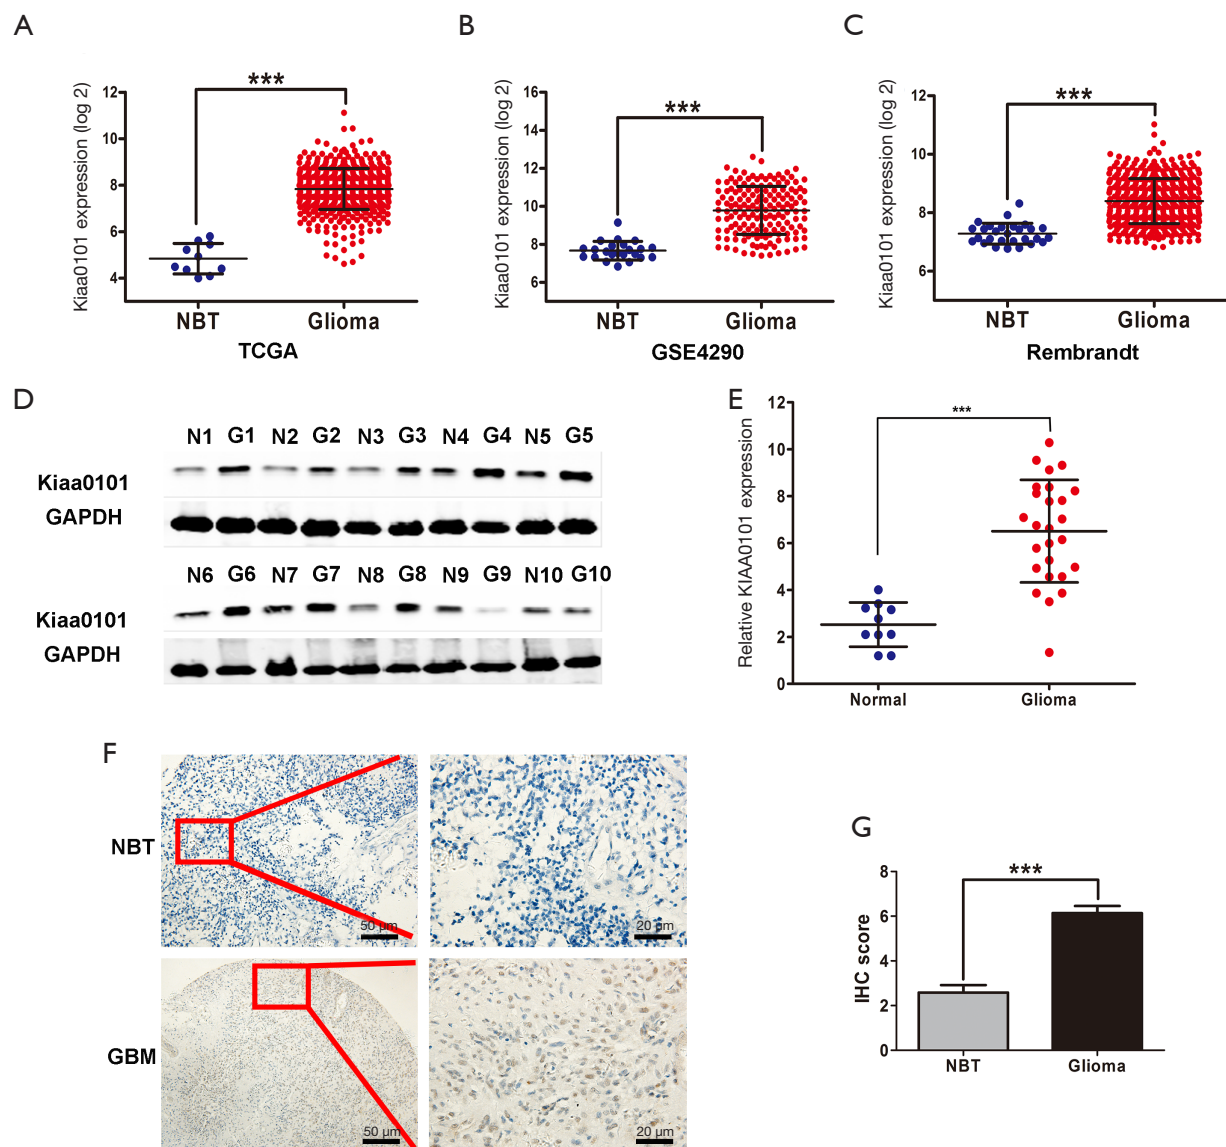 A
Kiaa0101 expression (log 2)
12
10
8
6
4
***
NBT
Glioma
TCGA
B
Kiaa0101 expression (log 2)
16
14
12
10
8
6
***
NBT
Glioma
GSE4290
C
Kiaa0101 expression (log 2)
12
10
8
6
***
NBT
Glioma
Rembrandt
D
N1 G1 N2 G2 N3 G3 N4 G4 N5 G5
Kiaa0101
GAPDH
N6 G6 N7 G7 N8 G8 N9 G9 N10 G10
Kiaa0101
GAPDH
E
Relative KIAA0101 expression
12
10
8
6
4
2
0
***
Normal
Glioma
F
NBT
50 µm
20 µm
GBM
50 µm
20 µm
G
IHC score
8
6
4
2
0
***
NBT
Glioma